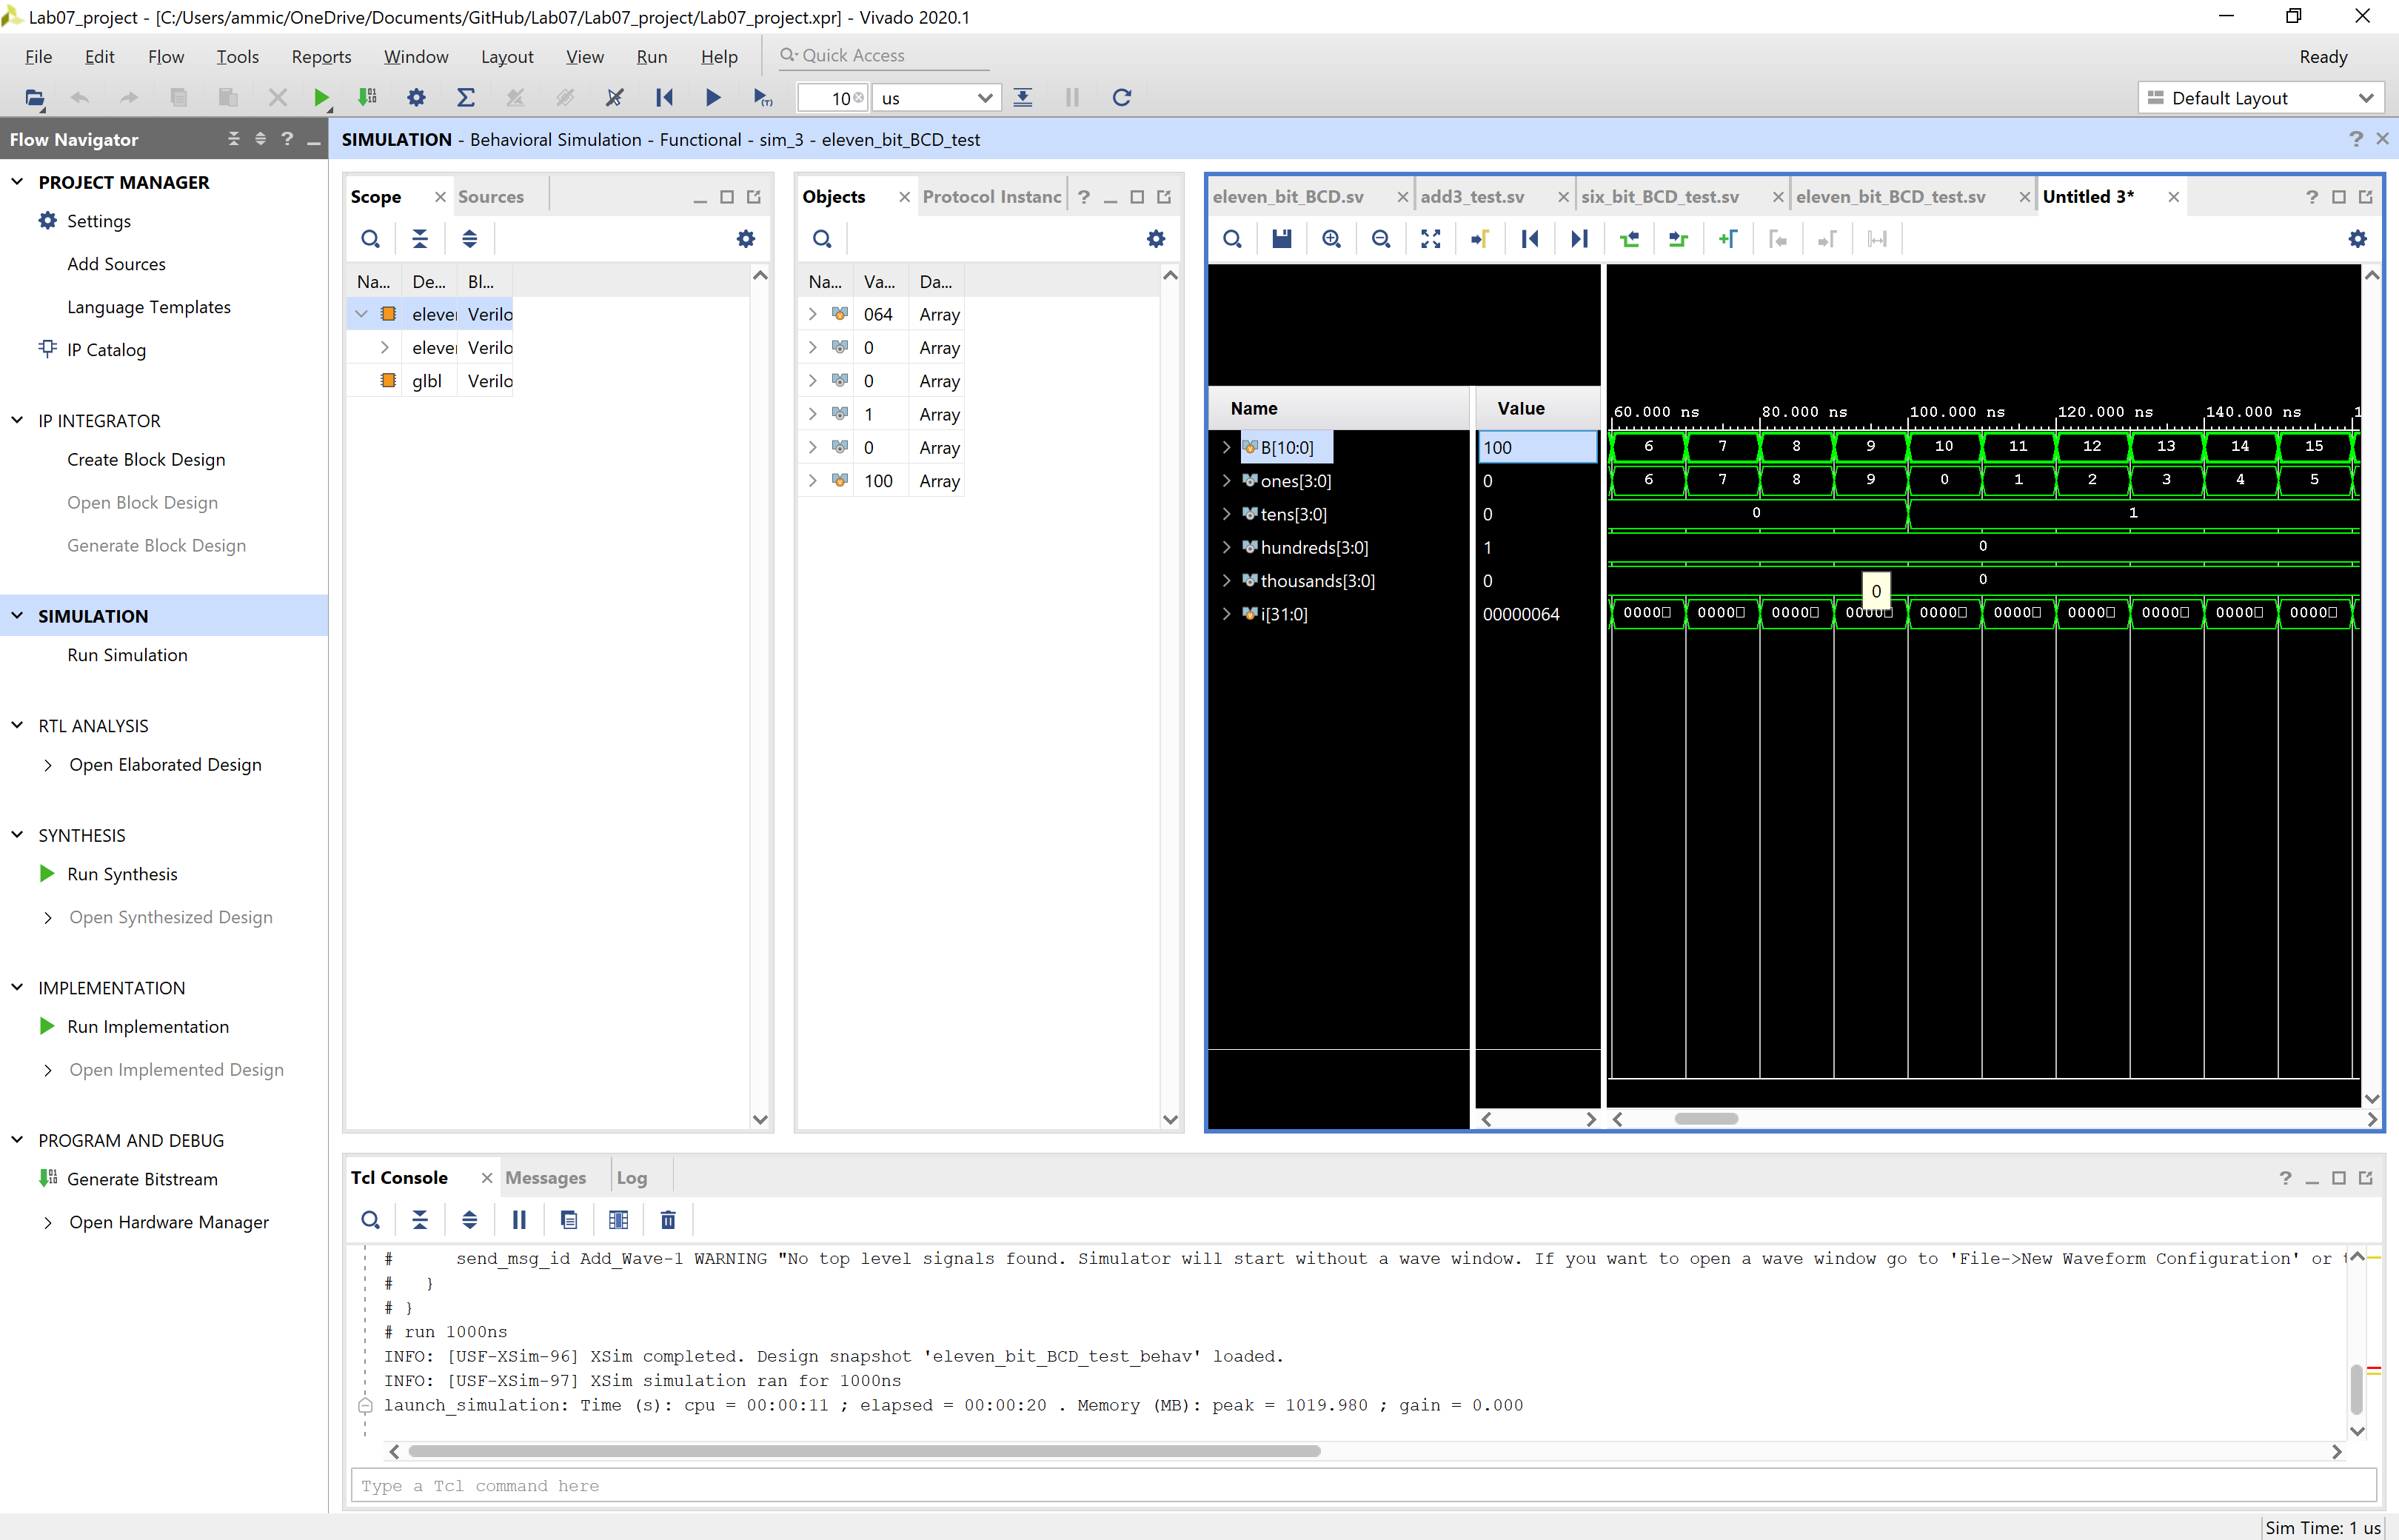 Lab07_project - [C:/Users/ammic/OneDrive/Documents/GitHub/Lab07/Lab07_project/Lab07_project.xpr] - Vivado 2020.1
File Edit Flow Tools Reports Window Layout View Run Help Quick Access Ready
10 us Default Layout
Flow Navigator
SIMULATION - Behavioral Simulation - Functional - sim_3 - eleven_bit_BCD_test
PROJECT MANAGER
Settings
Add Sources
Language Templates
IP Catalog
IP INTEGRATOR
Create Block Design
Open Block Design
Generate Block Design
SIMULATION
Run Simulation
RTL ANALYSIS
Open Elaborated Design
SYNTHESIS
Run Synthesis
Open Synthesized Design
IMPLEMENTATION
Run Implementation
Open Implemented Design
PROGRAM AND DEBUG
Generate Bitstream
Open Hardware Manager
Scope Sources
Na... De... Bl...
elever Verilo
elever Verilo
glbl Verilo
Objects Protocol Instanc
Na... Va... Da...
064 Array
0 Array
0 Array
1 Array
0 Array
100 Array
eleven_bit_BCD.sv add3_test.sv six_bit_BCD_test.sv eleven_bit_BCD_test.sv Untitled 3*
Name Value
60.000 ns 80.000 ns 100.000 ns 120.000 ns 140.000 ns 1
B[10:0] 100 6 7 8 9 10 11 12 13 14 15
ones[3:0] 0 6 7 8 9 0 1 2 3 4 5
tens[3:0] 0 0 1
hundreds[3:0] 1 0
thousands[3:0] 0 0
0
i[31:0] 00000064 0000 0000 0000 0000 0000 0000 0000 0000 0000 0000
Tcl Console Messages Log
# send_msg_id Add_Wave-1 WARNING "No top level signals found. Simulator will start without a wave window. If you want to open a wave window go to 'File->New Waveform Configuration' or t
# }
# }
# run 1000ns
INFO: [USF-XSim-96] XSim completed. Design snapshot 'eleven_bit_BCD_test_behav' loaded.
INFO: [USF-XSim-97] XSim simulation ran for 1000ns
launch_simulation: Time (s): cpu = 00:00:11 ; elapsed = 00:00:20 . Memory (MB): peak = 1019.980 ; gain = 0.000
Type a Tcl command here
Sim Time: 1 us